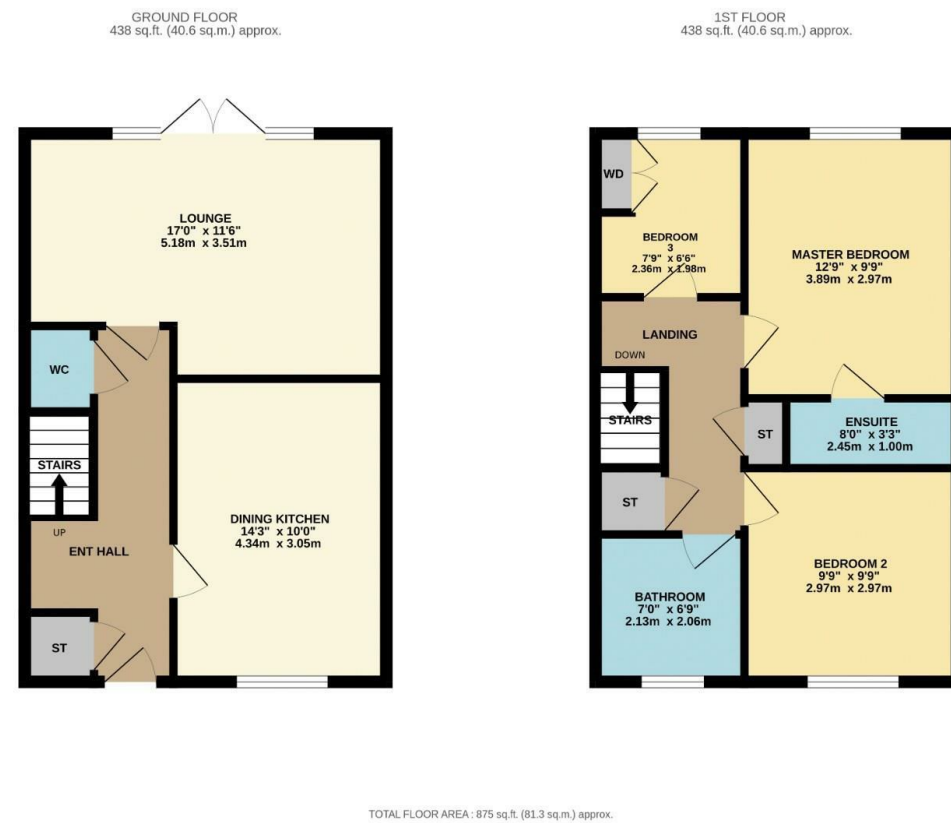 GROUND FLOOR
438 sq.ft. (40.6 sq.m.) approx.
LOUNGE
17'0" x 11'6"
5.18m x 3.51m
WC
STAIRS
UP
ENT HALL
DINING KITCHEN
14'3" x 10'0"
4.34m x 3.05m
ST
1ST FLOOR
438 sq.ft. (40.6 sq.m.) approx.
WD
BEDROOM
3
7'9" x 6'6"
2.36m x 1.98m
MASTER BEDROOM
12'9" x 9'9"
3.89m x 2.97m
LANDING
DOWN
STAIRS
ST
ENSUITE
8'0" x 3'3"
2.45m x 1.00m
ST
BATHROOM
7'0" x 6'9"
2.13m x 2.06m
BEDROOM 2
9'9" x 9'9"
2.97m x 2.97m
TOTAL FLOOR AREA : 875 sq.ft. (81.3 sq.m.) approx.